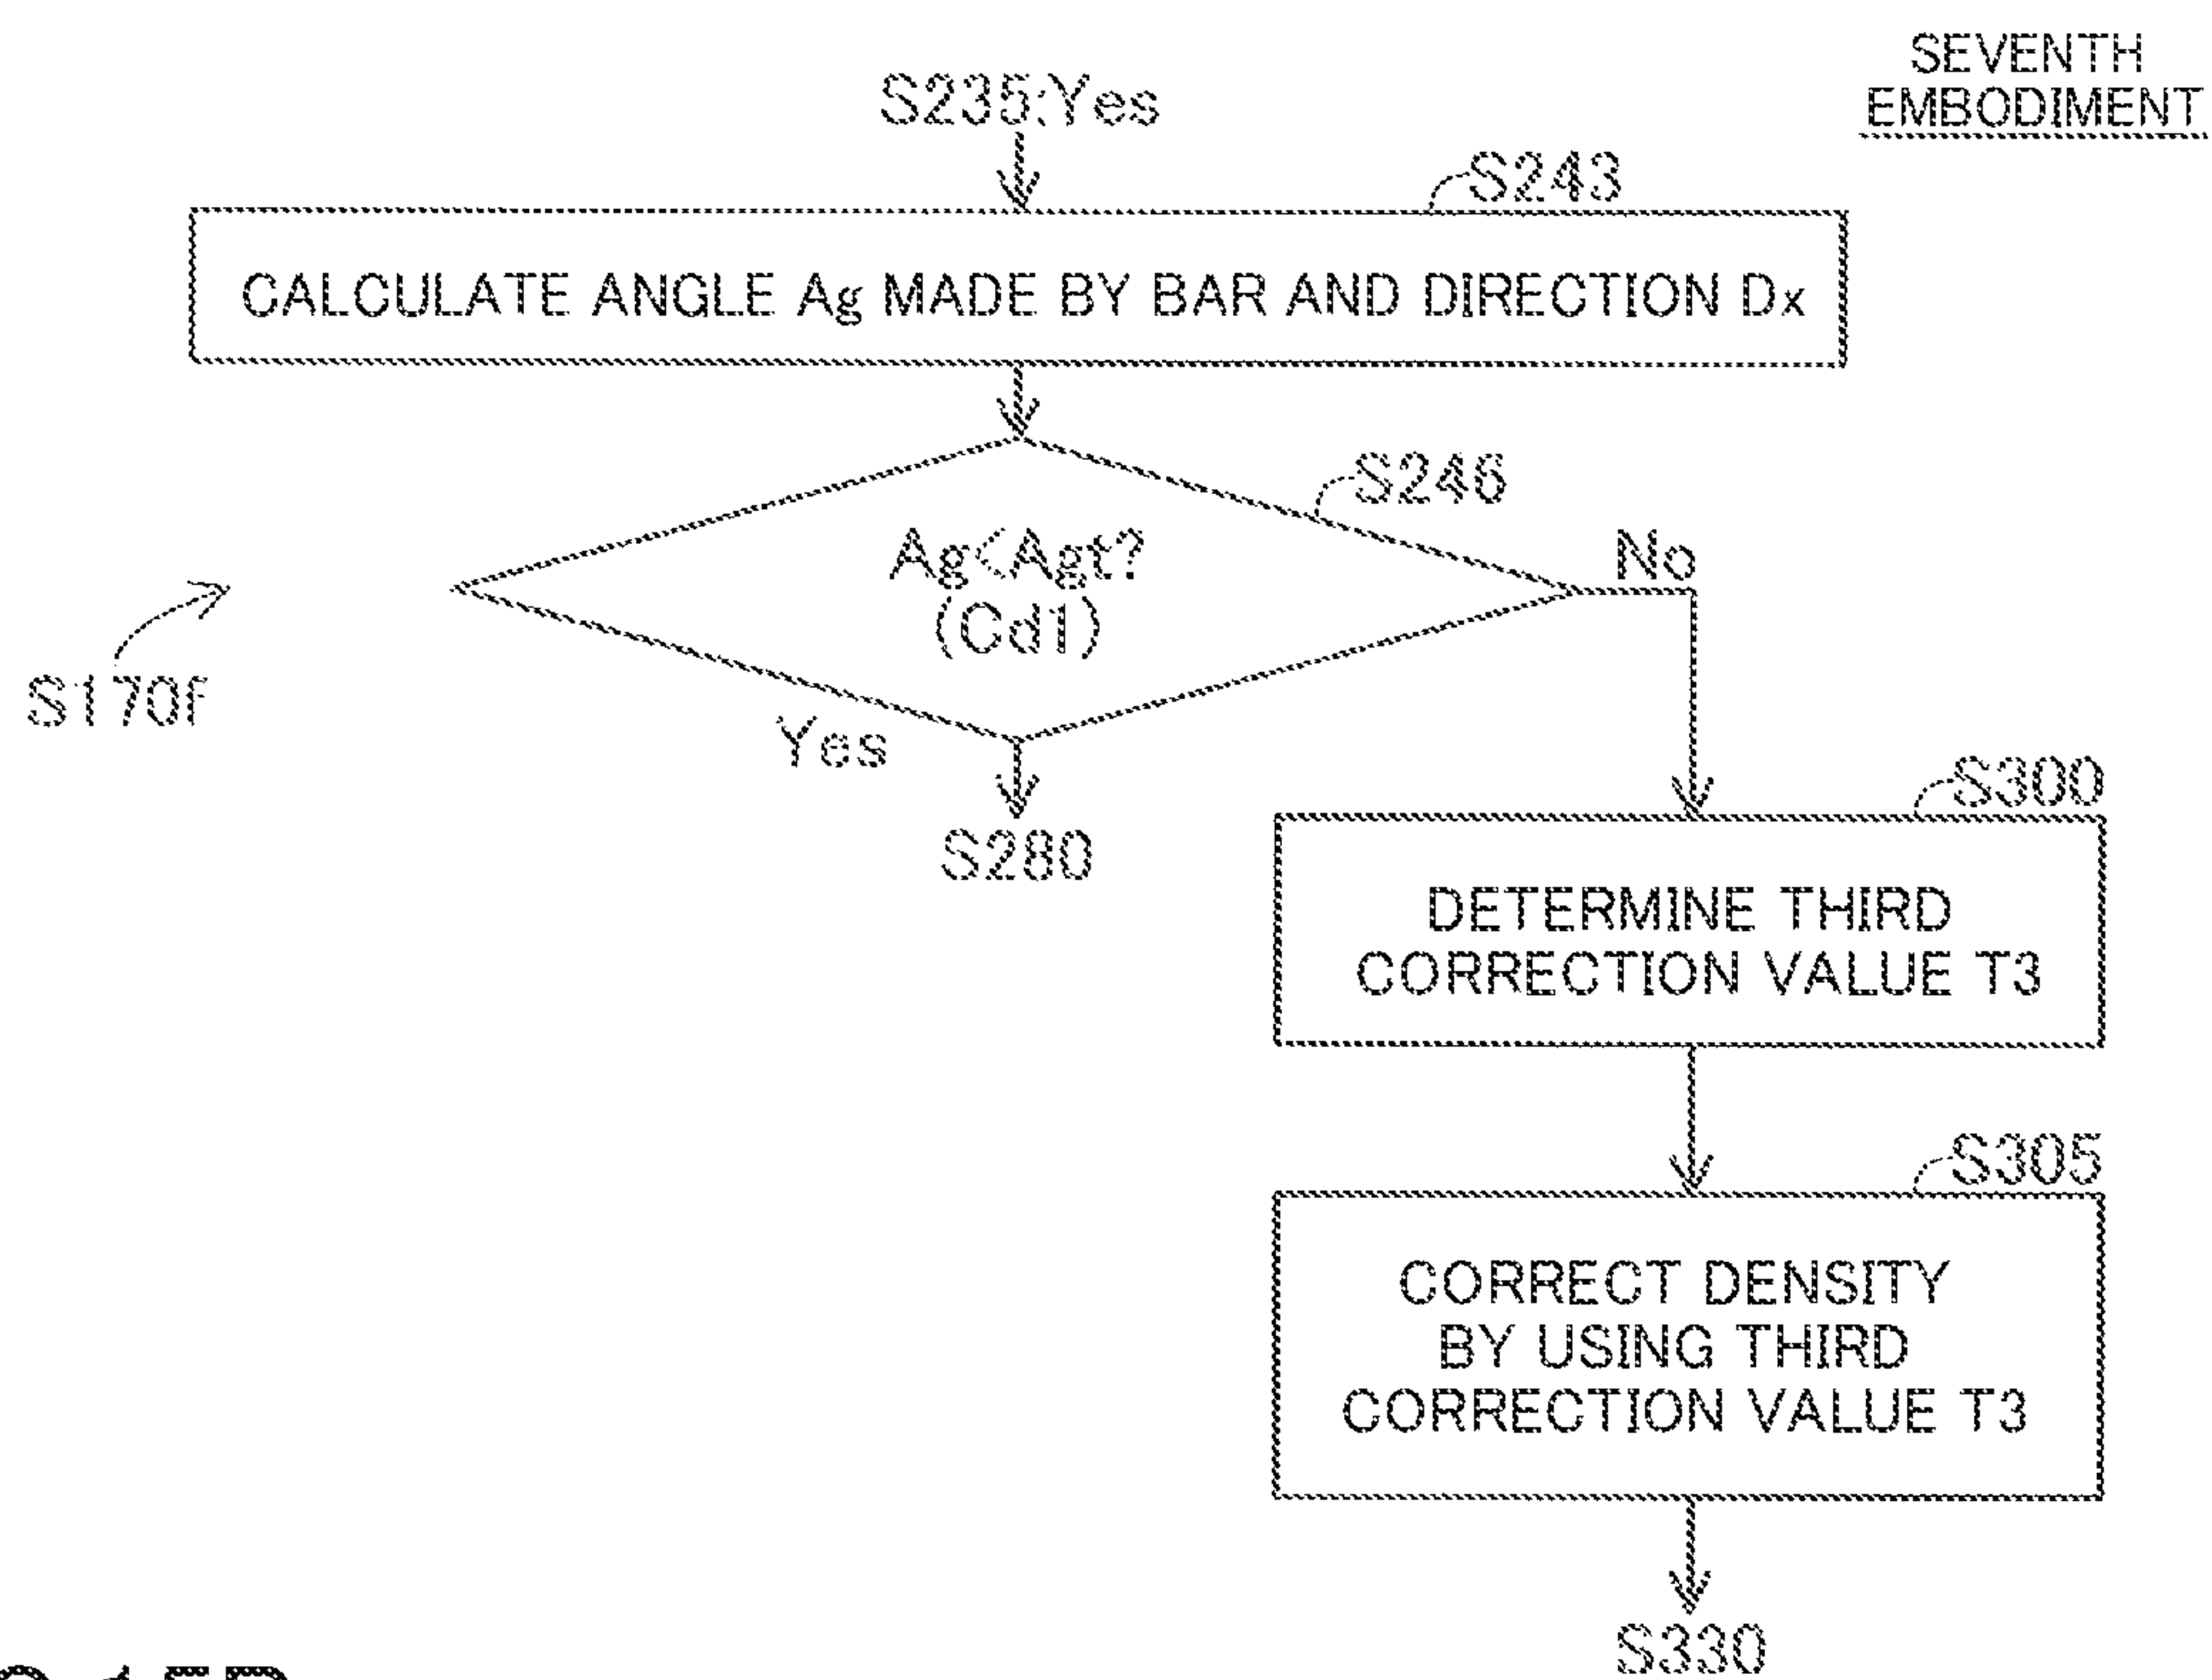 SEVENTH
EMBODIMENT
S235:Yes
S243
CALCULATE ANGLE Ag MADE BY BAR AND DIRECTION Dx
S246
Ag<Agt?
(Cd1)
No
S170f
Yes
S280
S300
DETERMINE THIRD
CORRECTION VALUE T3
S305
CORRECT DENSITY
BY USING THIRD
CORRECTION VALUE T3
S330